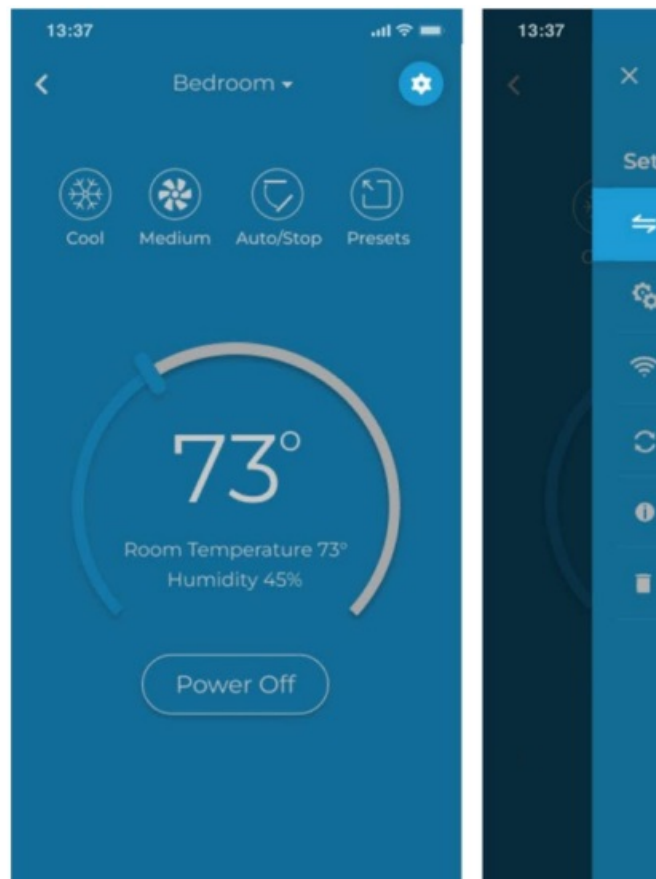 13:37
Bedroom
Cool Medium Auto/Stop Presets
73°
Room Temperature 73°
Humidity 45%
Power Off
13:37
Set